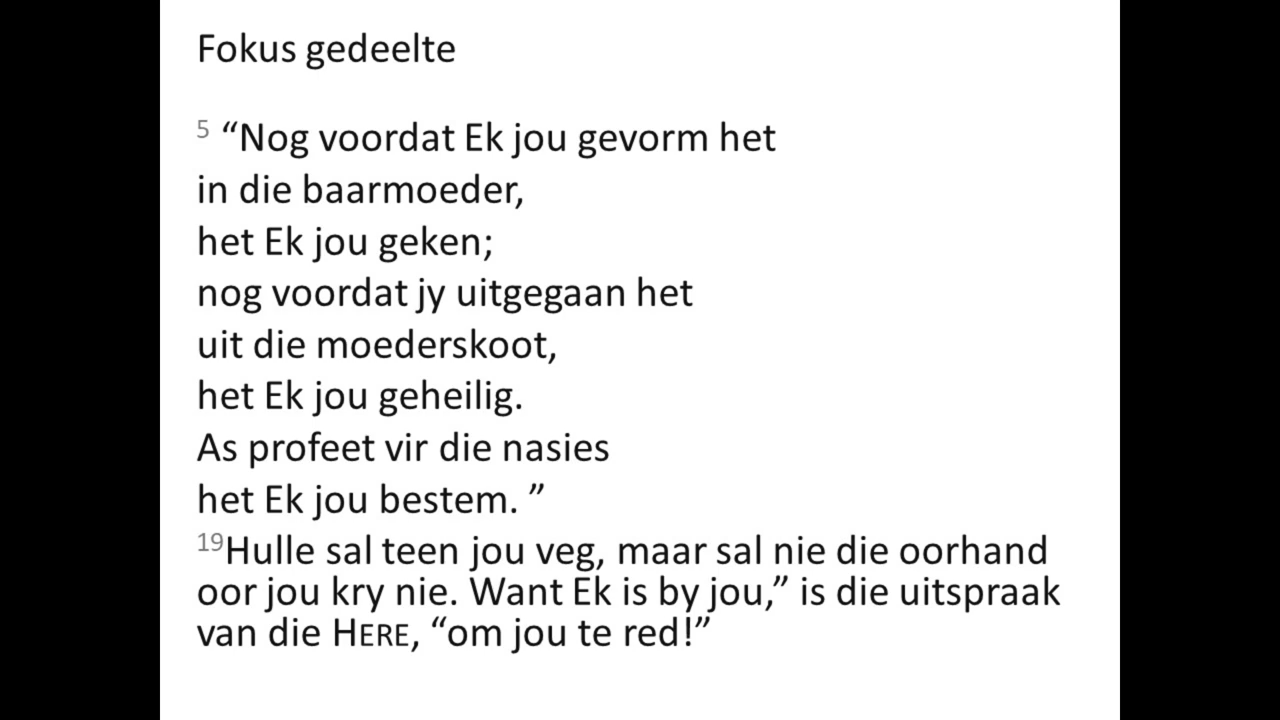 Fokus gedeelte
5 “Nog voordat Ek jou gevorm het
in die baarmoeder,
het Ek jou geken;
nog voordat jy uitgegaan het
uit die moederskoot,
het Ek jou geheilig.
As profeet vir die nasies
het Ek jou bestem. ”
19Hulle sal teen jou veg, maar sal nie die oorhand
oor jou kry nie. Want Ek is by jou,” is die uitspraak
van die HERE, “om jou te red!”